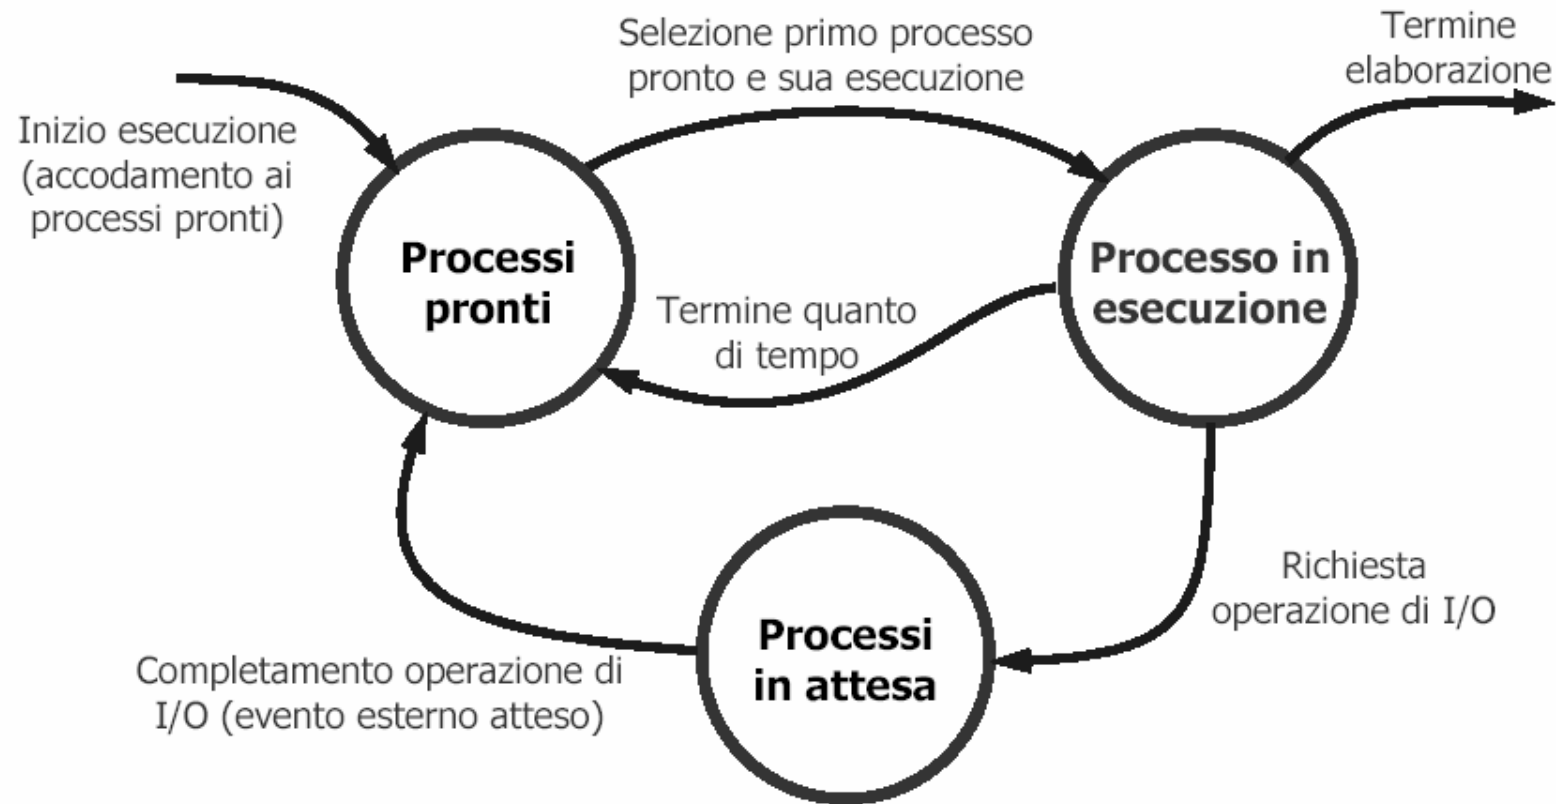 Selezione primo processo
pronto e sua esecuzione
Termine
elaborazione
Inizio esecuzione
(accodamento ai
processi pronti)
Processi
pronti
Processo in
esecuzione
Termine quanto
di tempo
Richiesta
operazione di I/O
Processi
in attesa
Completamento operazione di
I/O (evento esterno atteso)